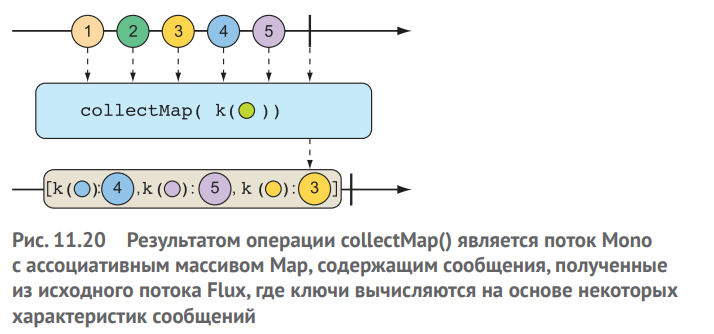 1 2 3 4 5
collectMap( k( ))
[k( ):4,k( ):5, k( ):3]
Рис. 11.20 Результатом операции collectMap() является поток Mono
с ассоциативным массивом Map, содержащим сообщения, полученные
из исходного потока Flux, где ключи вычисляются на основе некоторых
характеристик сообщений